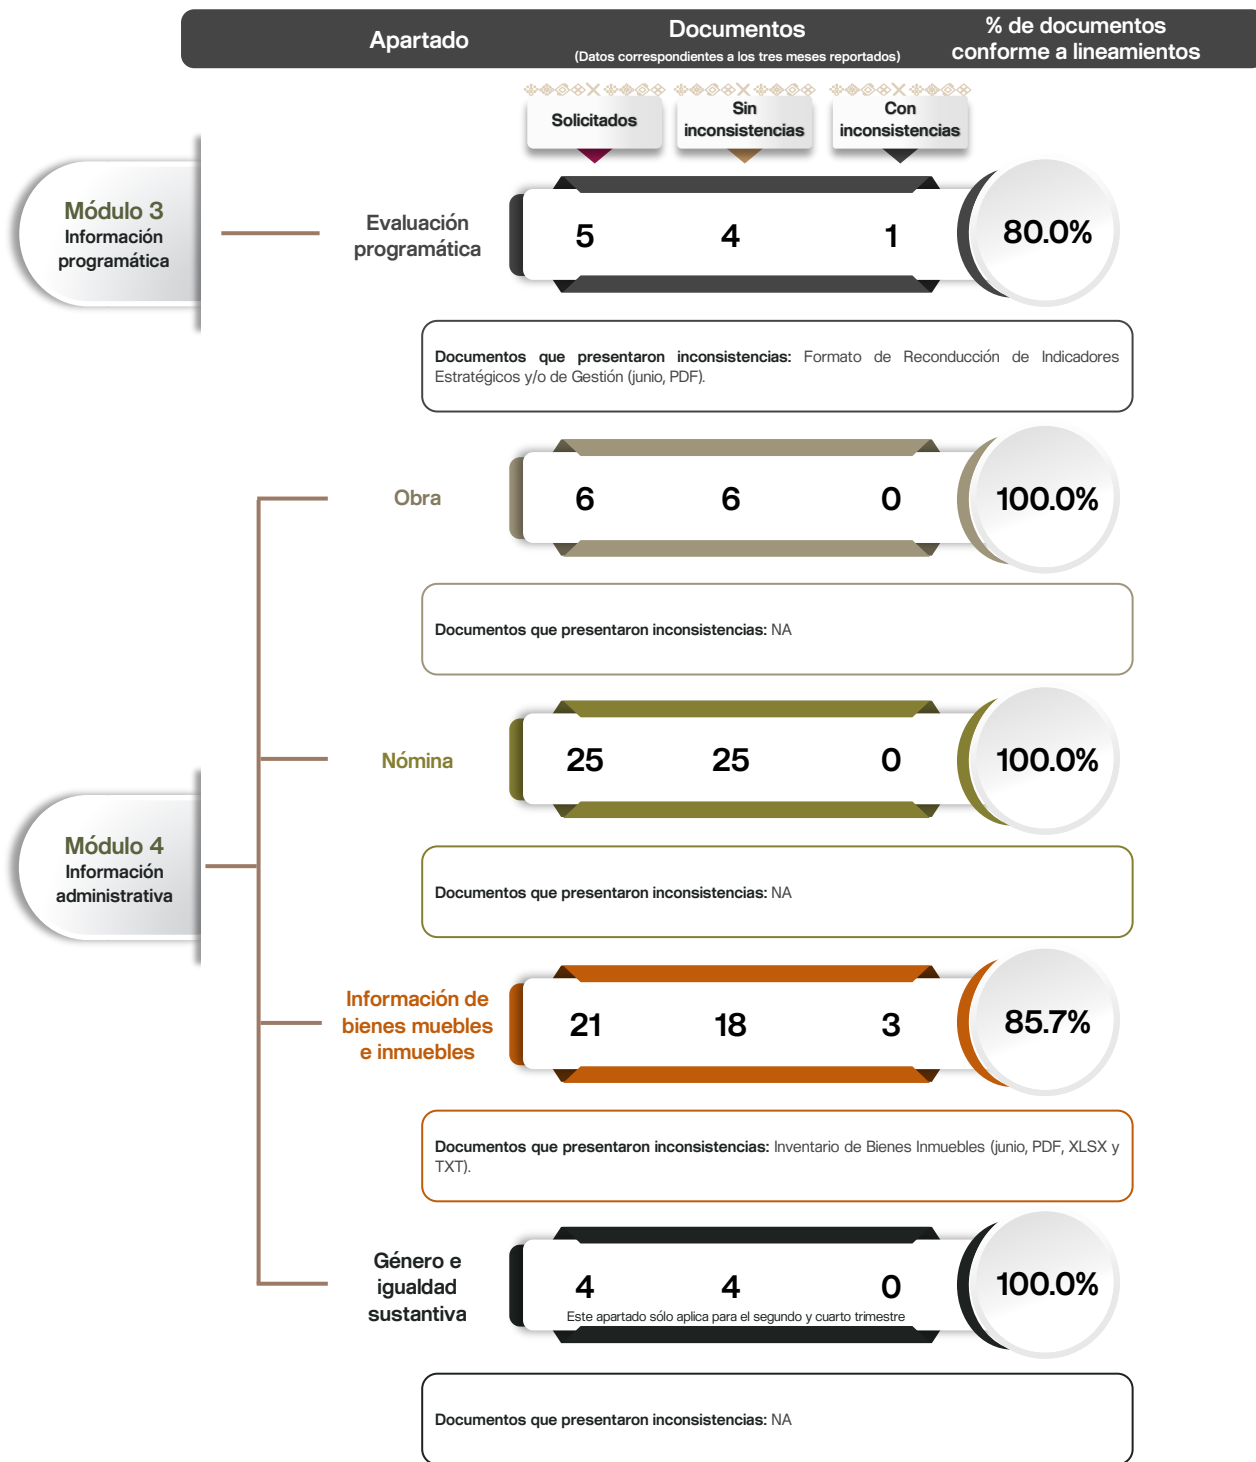 Apartado
Documentos
(Datos correspondientes a los tres meses reportados)
% de documentos
conforme a lineamientos
Solicitados
Sin
inconsistencias
Con
inconsistencias
Módulo 3
Información
programática
Evaluación
programática
5 4 1 80.0%
Documentos que presentaron inconsistencias: Formato de Reconducción de Indicadores
Estratégicos y/o de Gestión (junio, PDF).
Obra
6 6 0 100.0%
Documentos que presentaron inconsistencias: NA
Nómina
25 25 0 100.0%
Módulo 4
Información
administrativa
Documentos que presentaron inconsistencias: NA
Información de
bienes muebles
e inmuebles
21 18 3 85.7%
Documentos que presentaron inconsistencias: Inventario de Bienes Inmuebles (junio, PDF, XLSX y
TXT).
Género e
igualdad
sustantiva
4 4 0 100.0%
Este apartado sólo aplica para el segundo y cuarto trimestre
Documentos que presentaron inconsistencias: NA